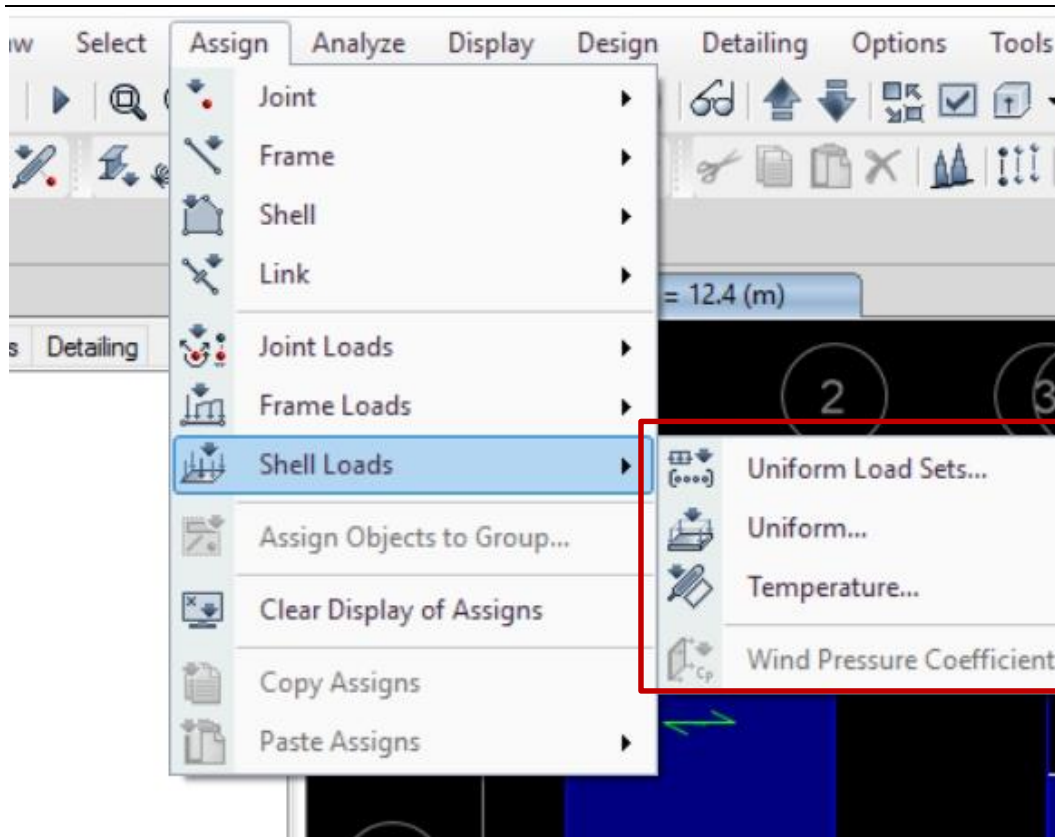 Select Assign Analyze Display Design Detailing Options Tools
Joint
Frame
Shell
Link
= 12.4 (m)
Detailing
Joint Loads
Frame Loads
2
3
Shell Loads
Uniform Load Sets...
Uniform...
Assign Objects to Group...
Temperature...
Clear Display of Assigns
Wind Pressure Coefficient
Copy Assigns
Paste Assigns